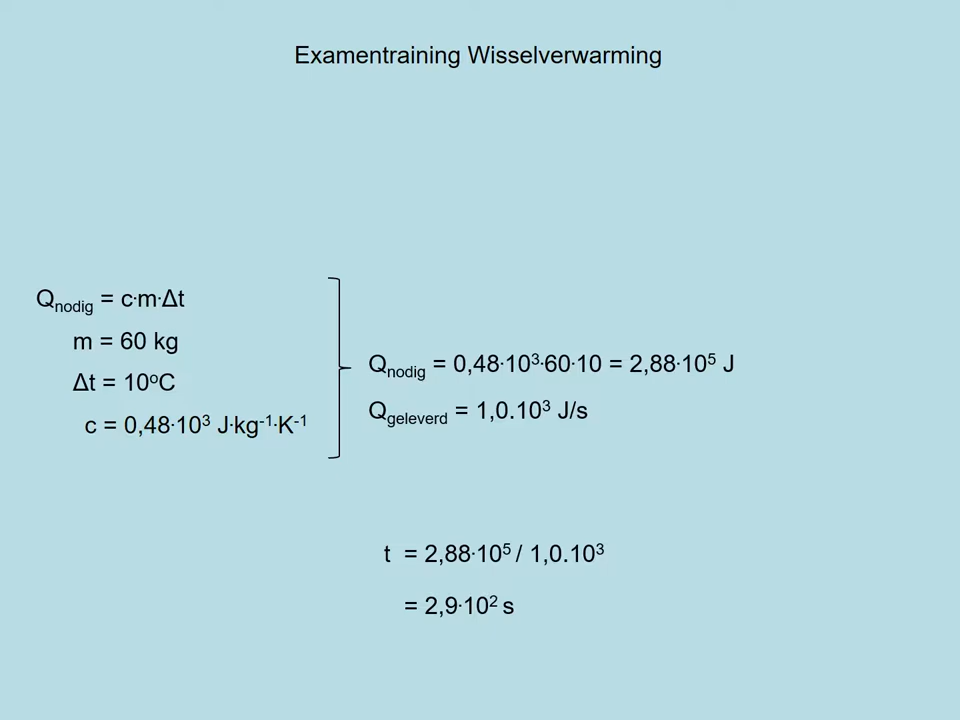 Examentraining Wisselverwarming
Qnodig = c·m·Δt
m = 60 kg
Δt = 10ºC
c = 0,48·10³ J·kg⁻¹·K⁻¹
Qnodig = 0,48·10³·60·10 = 2,88·10⁵ J
Qgeleverd = 1,0.10³ J/s
t = 2,88·10⁵ / 1,0.10³
= 2,9·10² s